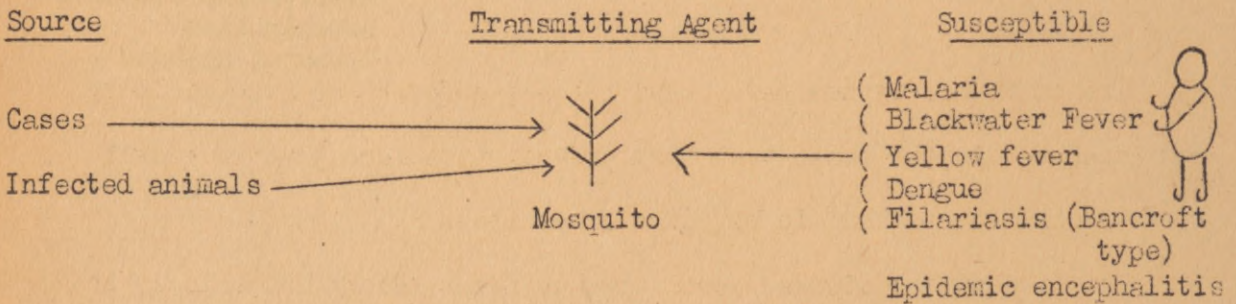 Source
Transmitting Agent
Susceptible
Cases
Infected animals
Mosquito
( Malaria
( Blackwater Fever
( Yellow fever
( Dengue
( Filariasis (Bancroft
type)
Epidemic encephalitis